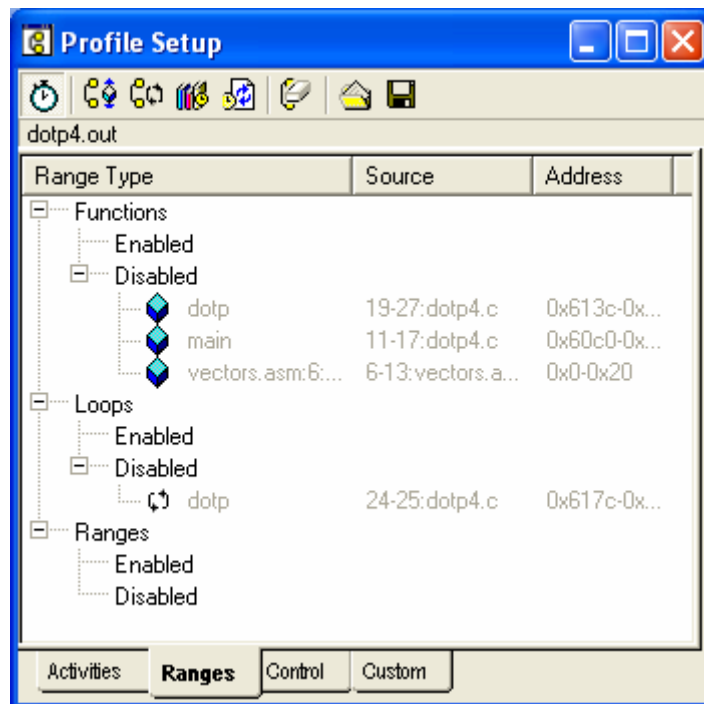 Profile Setup
dotp4.out
Range Type Source Address
Functions
Enabled
Disabled
dotp 19-27:dotp4.c 0x613c-0x...
main 11-17:dotp4.c 0x60c0-0x...
vectors.asm:6:... 6-13:vectors.a... 0x0-0x20
Loops
Enabled
Disabled
dotp 24-25:dotp4.c 0x617c-0x...
Ranges
Enabled
Disabled
Activities Ranges Control Custom